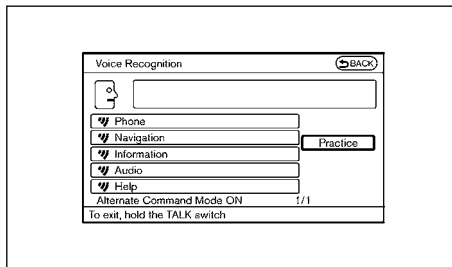 Voice Recognition
BACK
Phone
Navigation
Practice
Information
Audio
Help
Alternate Command Mode ON 1/1
To exit, hold the TALK switch